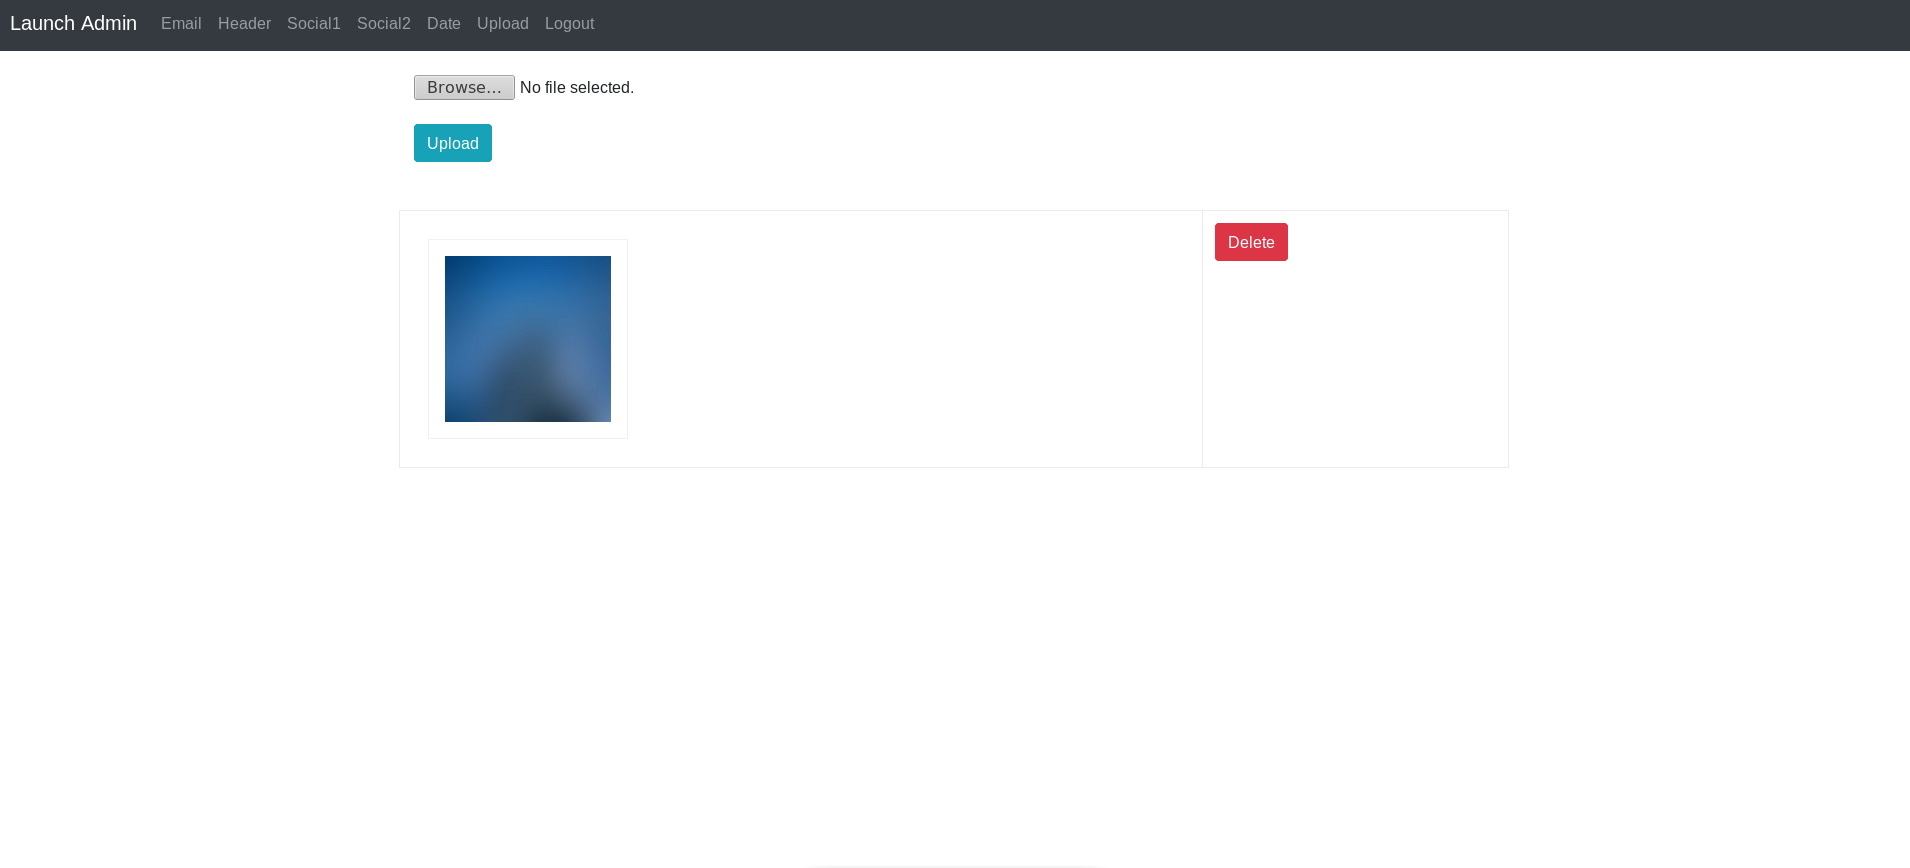 Launch Admin Email Header Social1 Social2 Date Upload Logout
Browse... No file selected.
Upload
Delete